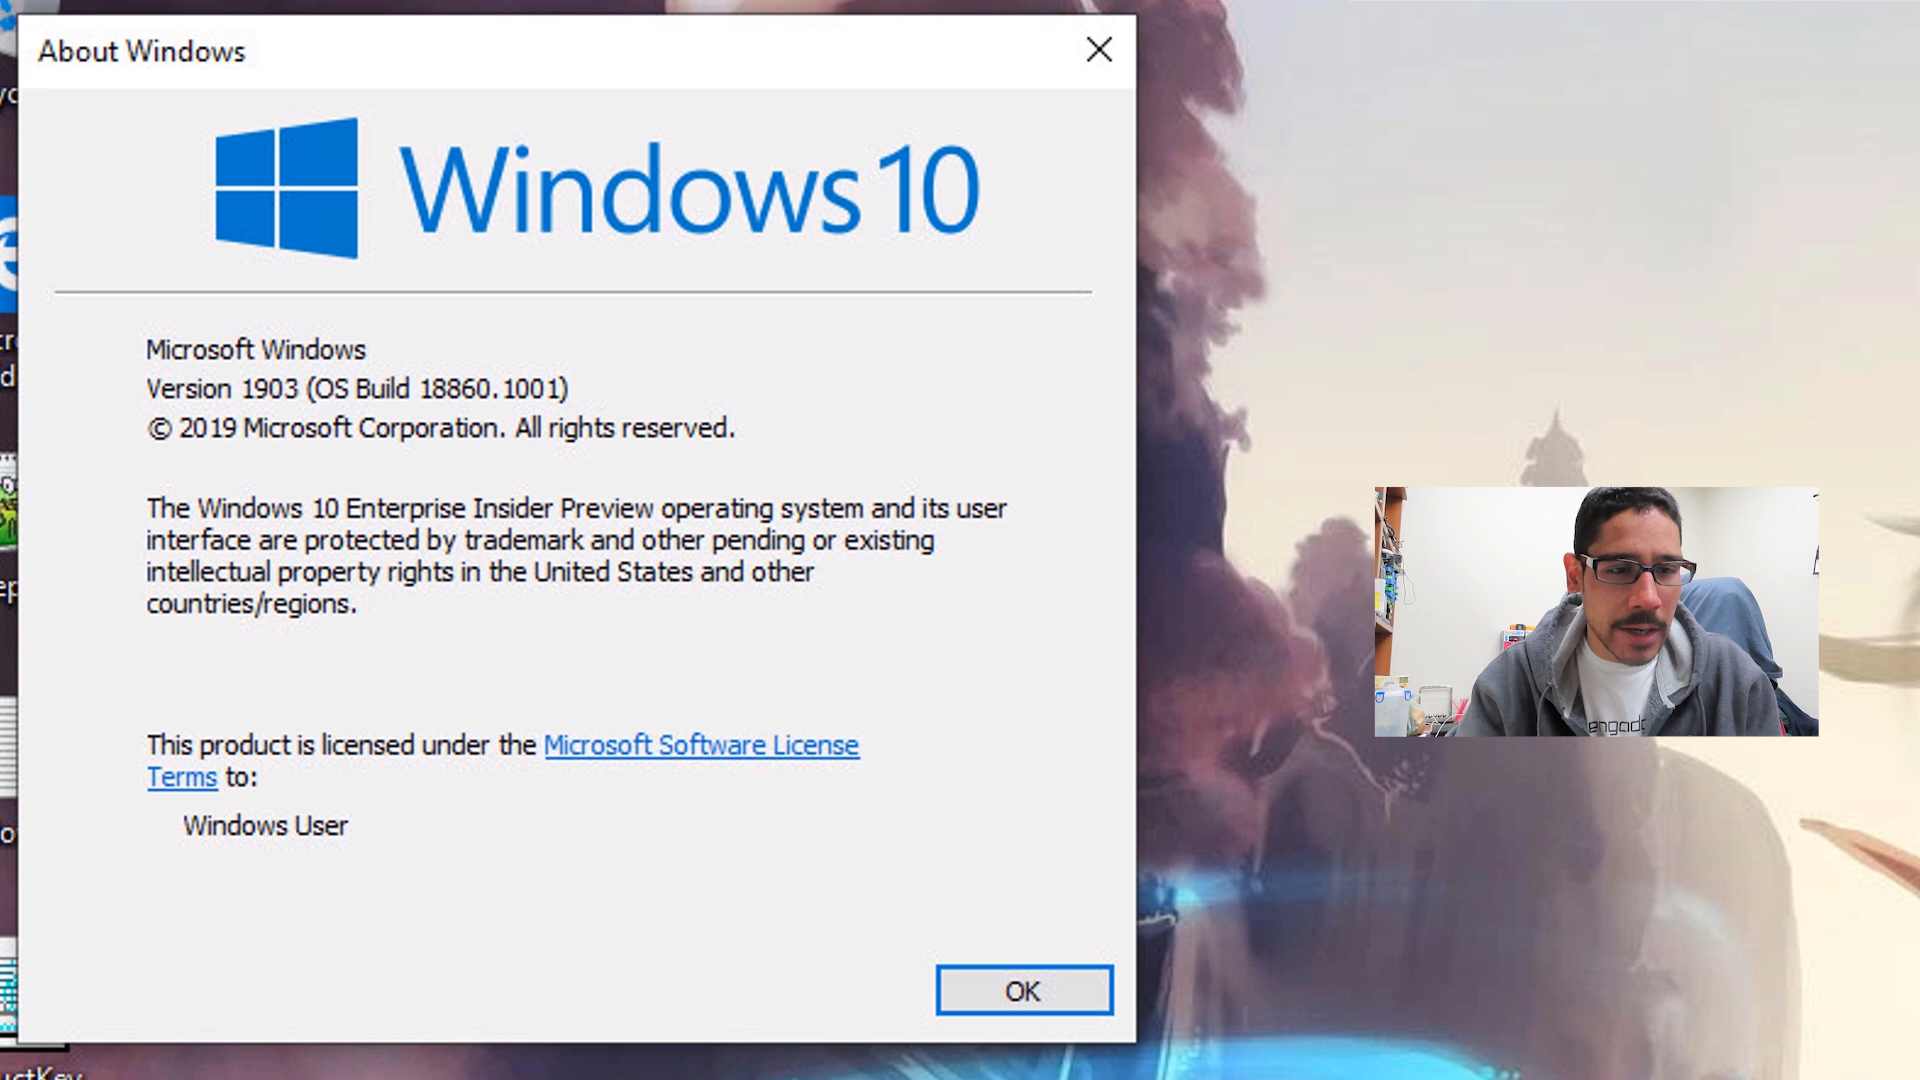 About Windows
Windows 10
Microsoft Windows
Version 1903 (OS Build 18860.1001)
© 2019 Microsoft Corporation. All rights reserved.
The Windows 10 Enterprise Insider Preview operating system and its user
interface are protected by trademark and other pending or existing
intellectual property rights in the United States and other
countries/regions.
This product is licensed under the Microsoft Software License
Terms to:
Windows User
OK
engadg